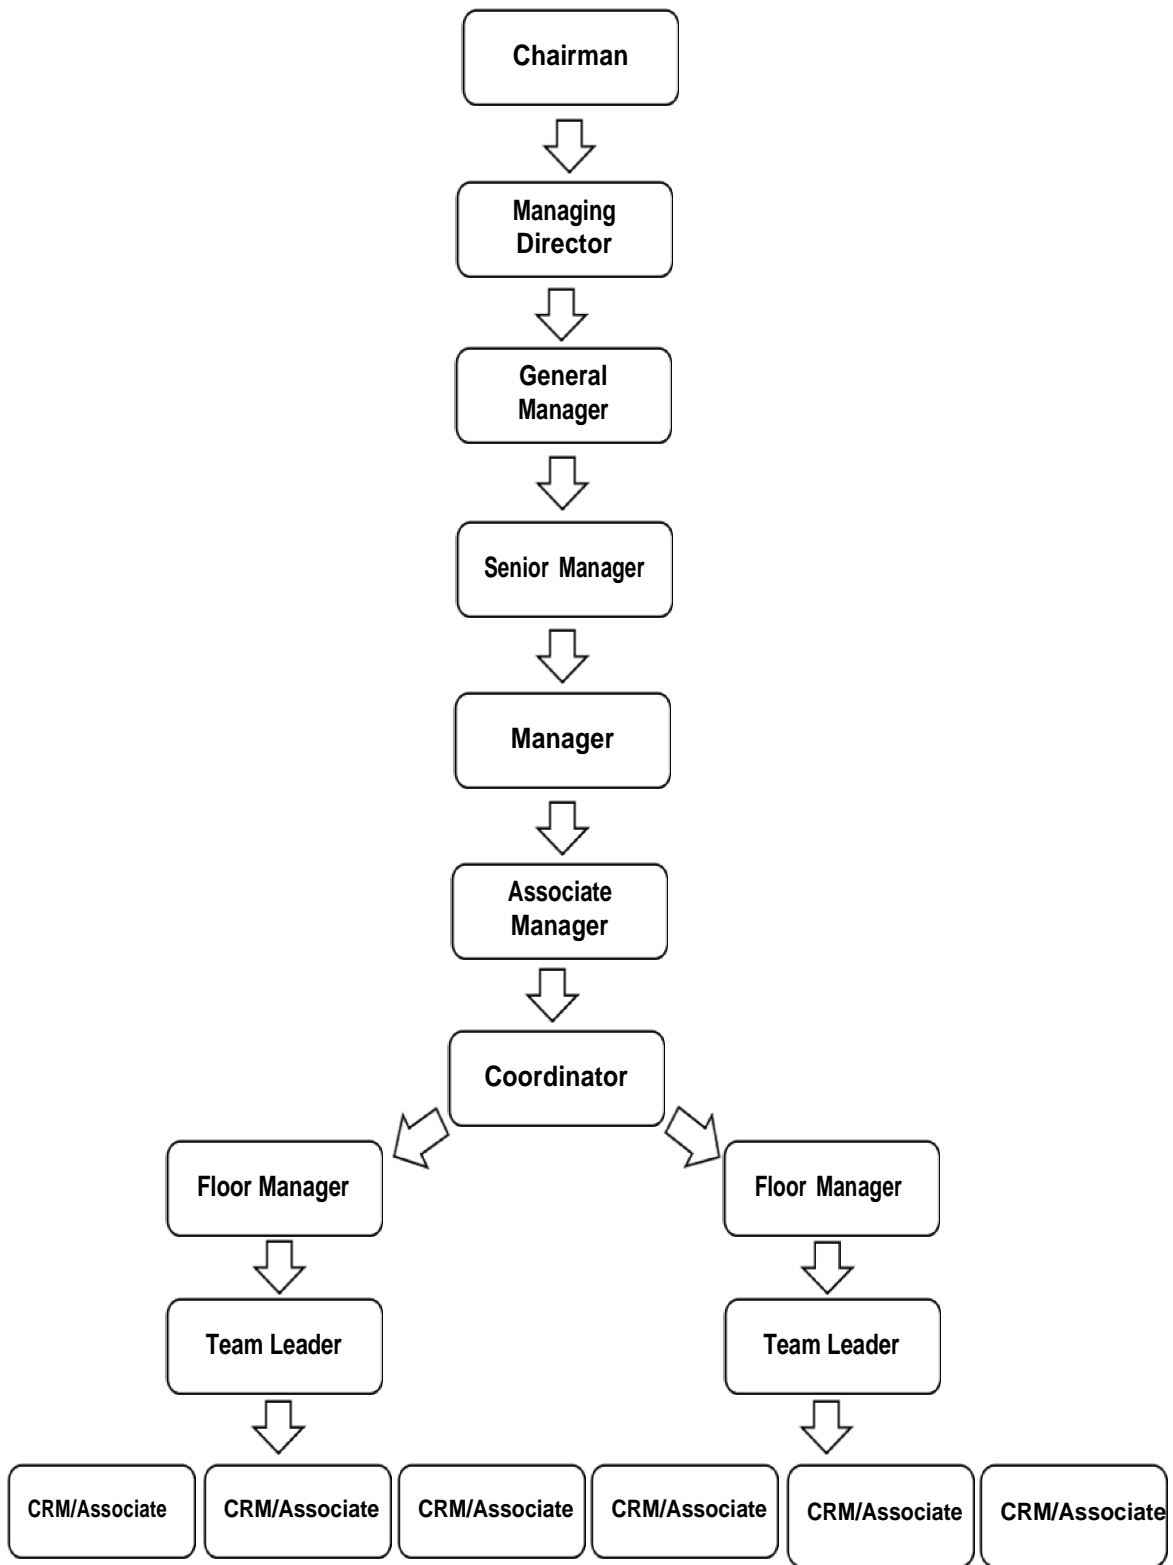 Chairman
Managing
Director
General
Manager
Senior Manager
Manager
Associate
Manager
Coordinator
Floor Manager
Floor Manager
Team Leader
Team Leader
CRM/Associate
CRM/Associate
CRM/Associate
CRM/Associate
CRM/Associate
CRM/Associate